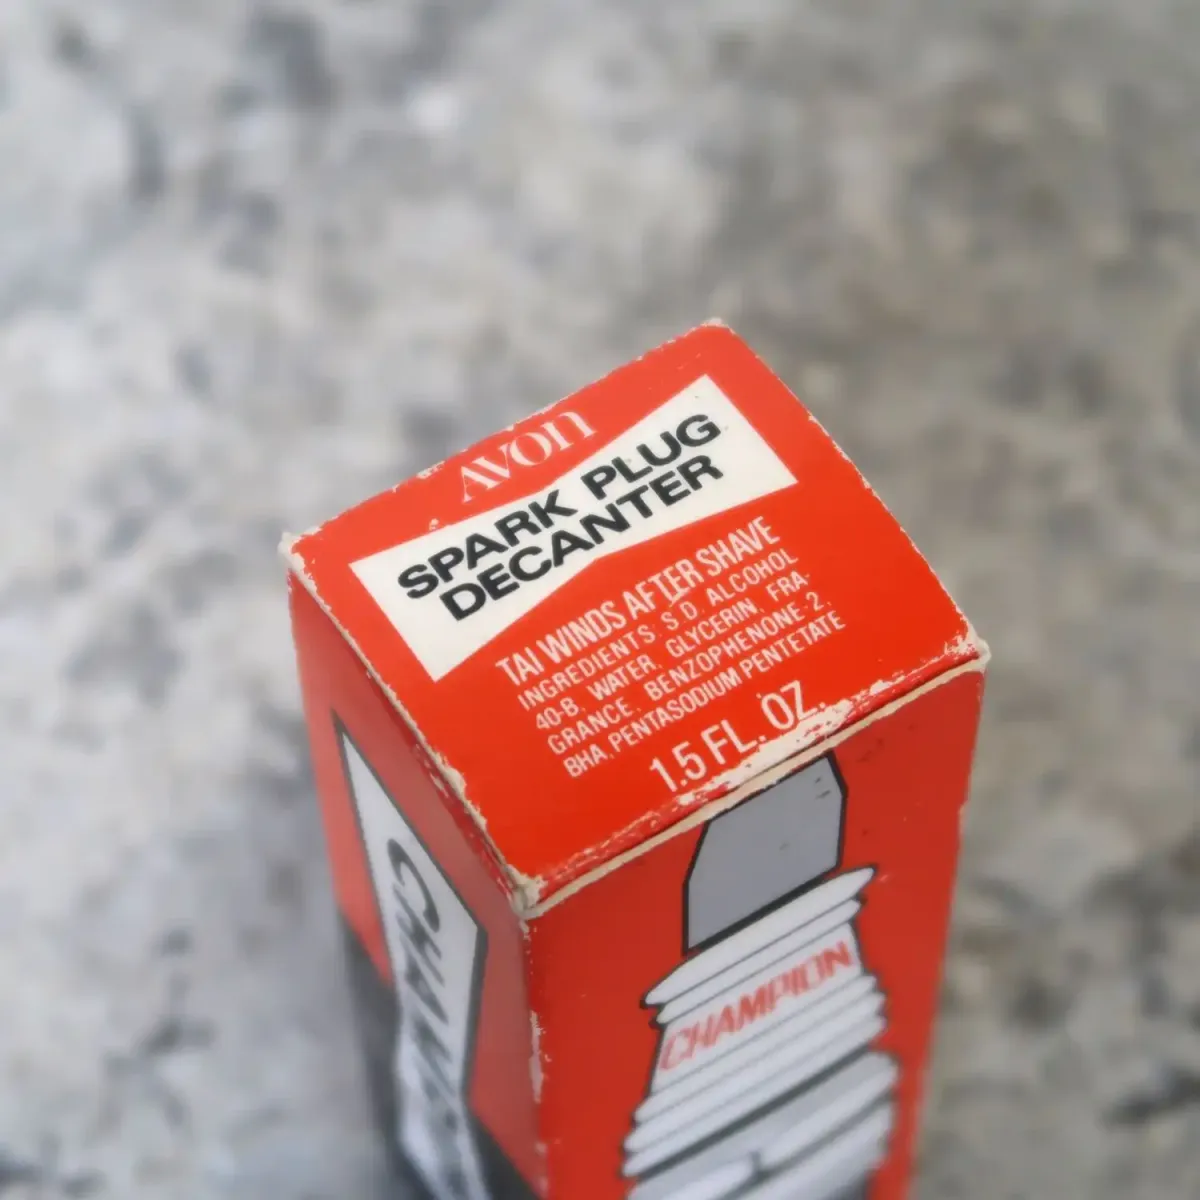 AVON
SPARK PLUG
DECANTER
TAI WINDS AFTER SHAVE
INGREDIENTS: S.D. ALCOHOL
40-B, WATER, GLYCERIN, FRA-
GRANCE, BENZOPHENONE-2,
BHA, PENTASODIUM PENTETATE
1.5 FL. OZ.
CHAMPION